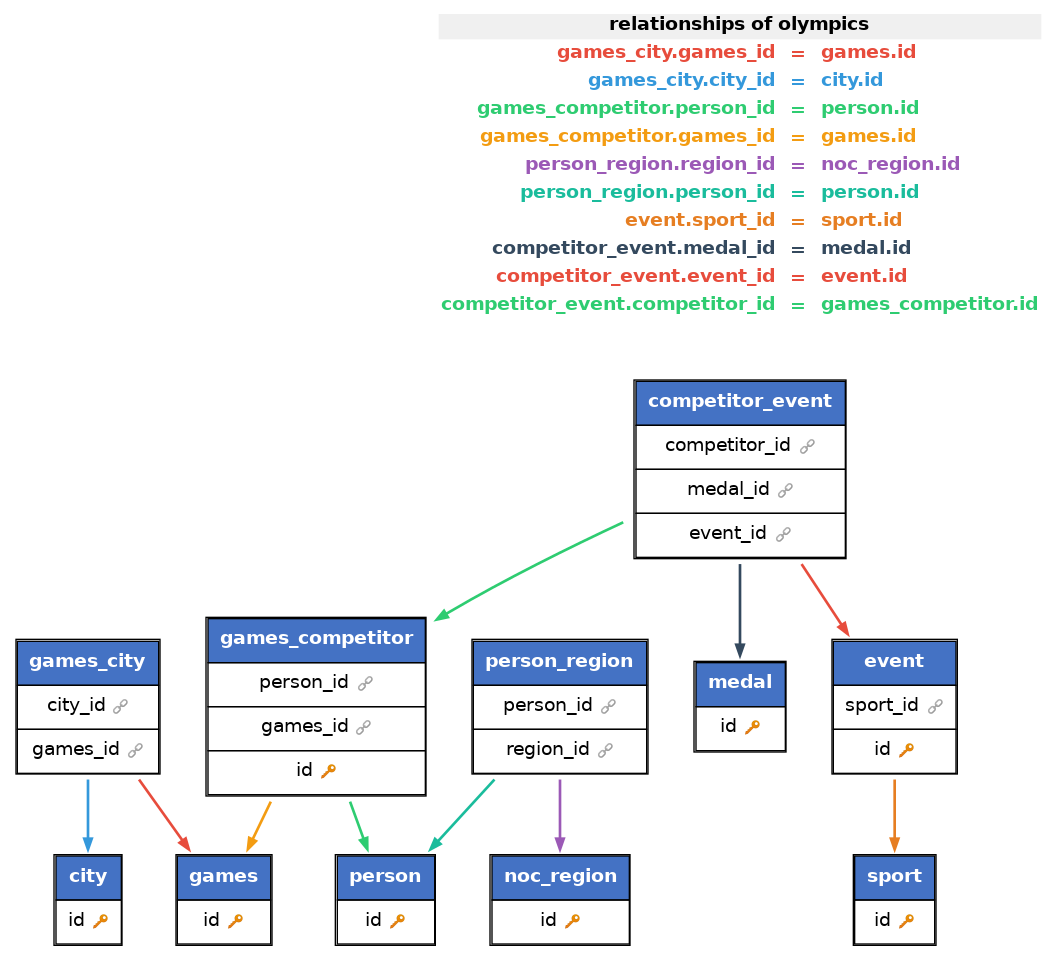 relationships of olympics
games_city.games_id = games.id
games_city.city_id = city.id
games_competitor.person_id = person.id
games_competitor.games_id = games.id
person_region.region_id = noc_region.id
person_region.person_id = person.id
event.sport_id = sport.id
competitor_event.medal_id = medal.id
competitor_event.event_id = event.id
competitor_event.competitor_id = games_competitor.id
competitor_event
competitor_id
medal_id
event_id
games_city
city_id
games_id
games_competitor
person_id
games_id
id
person_region
person_id
region_id
medal
id
event
sport_id
id
city
id
games
id
person
id
noc_region
id
sport
id